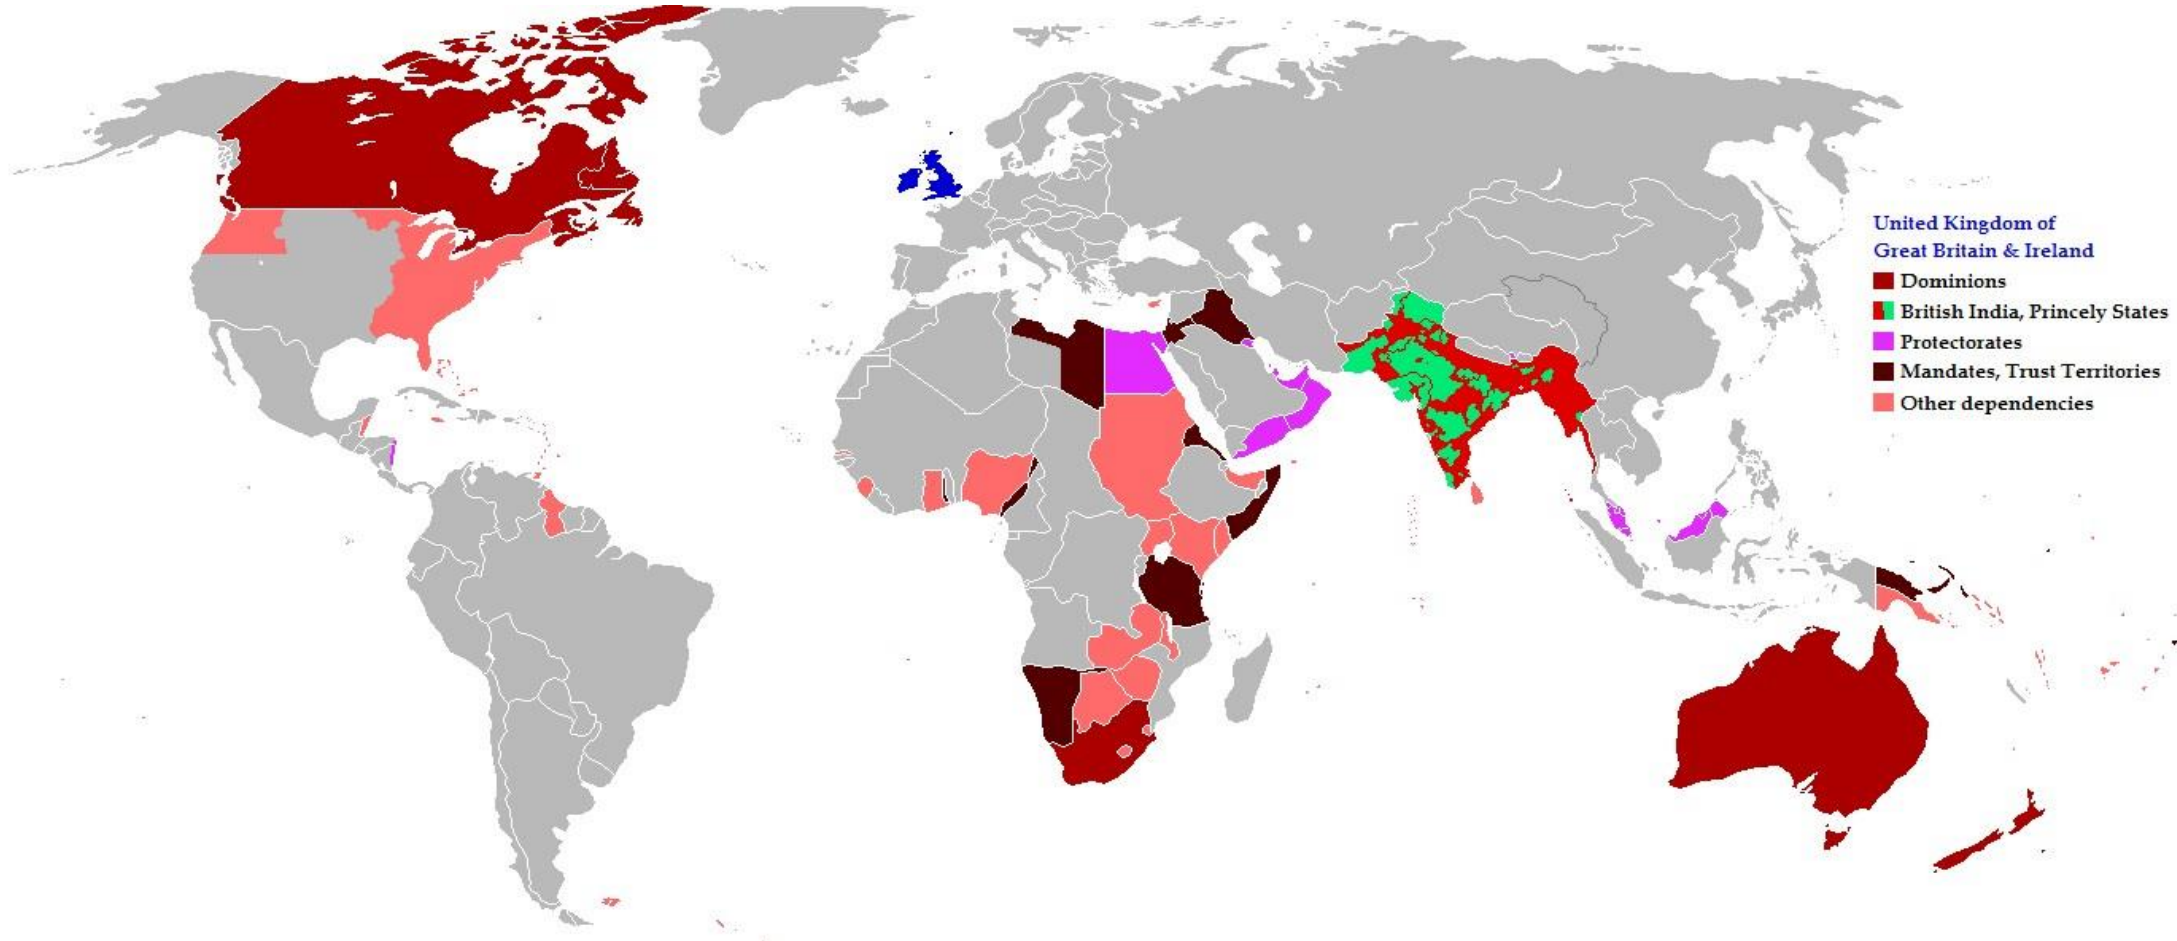 United Kingdom of
Great Britain & Ireland
Dominions
British India, Princely States
Protectorates
Mandates, Trust Territories
Other dependencies